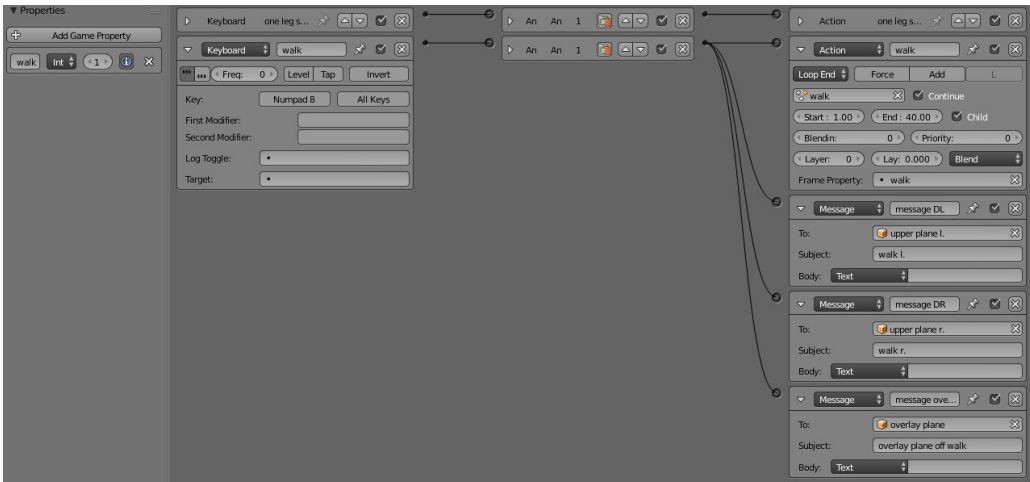 Properties
Add Game Property
walk Int 1
Keyboard one leg s...
Keyboard walk
Freq: 0 Level Tap Invert
Key: Numpad 8 All Keys
First Modifier:
Second Modifier:
Log Toggle:
Target:
An An 1
An An 1
Action one leg s...
Action walk
Loop End Force Add L
walk Continue
Start : 1.00 End : 40.00 Child
Blendin: 0 Priority: 0
Layer: 0 Lay: 0.000 Blend
Frame Property: walk
Message message DL
To: upper plane l.
Subject: walk l.
Body: Text
Message message DR
To: upper plane r.
Subject: walk r.
Body: Text
Message message ove...
To: overlay plane
Subject: overlay plane off walk
Body: Text